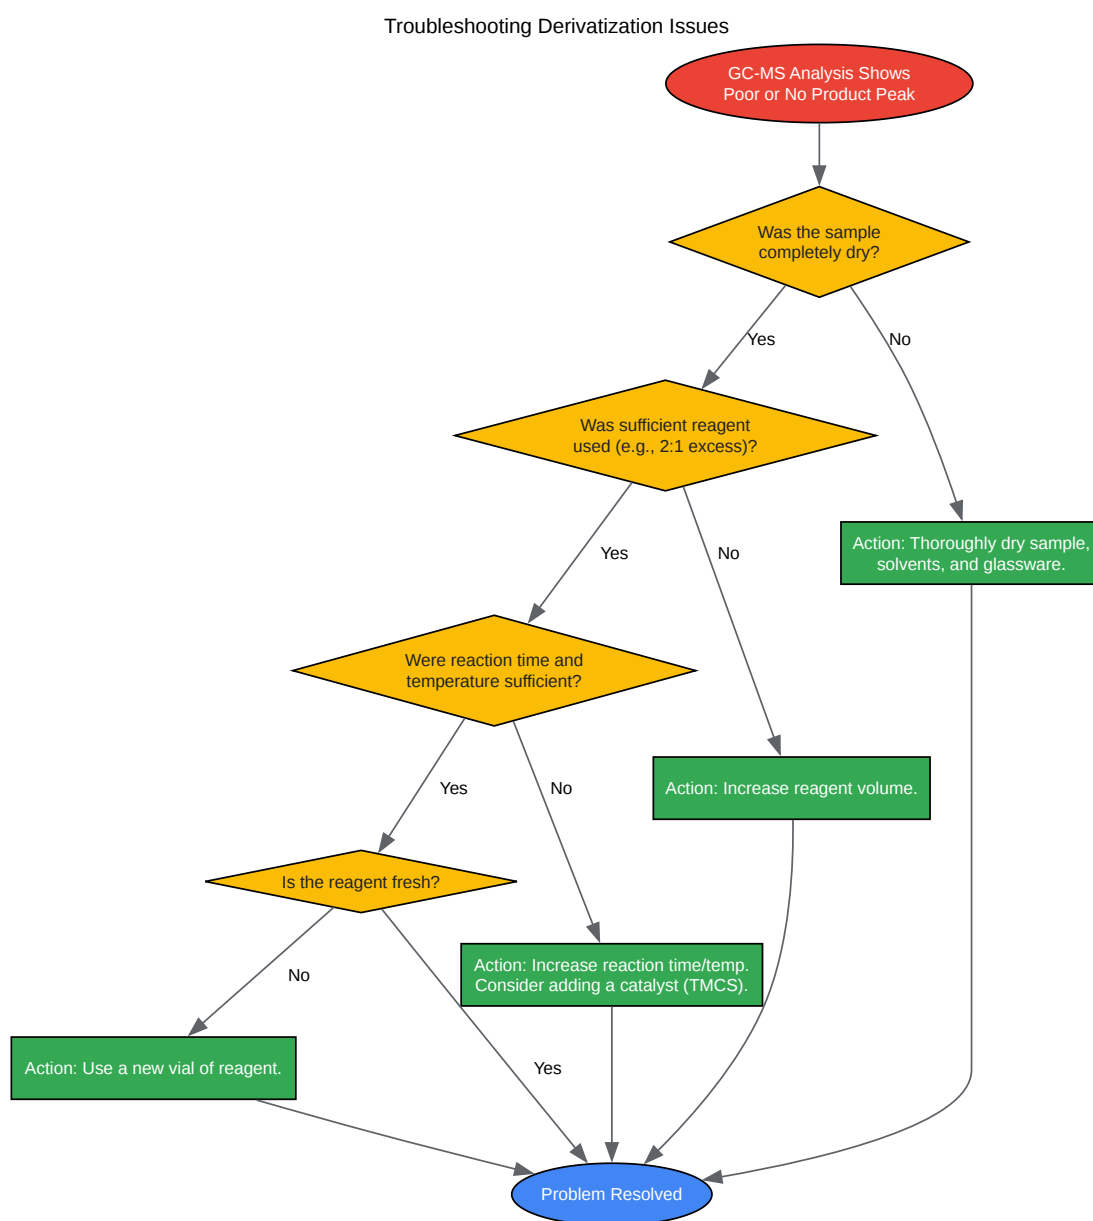 Troubleshooting Derivatization Issues
GC-MS Analysis Shows
Poor or No Product Peak
Was the sample
completely dry?
Yes
No
Was sufficient reagent
used (e.g., 2:1 excess)?
Action: Thoroughly dry sample,
solvents, and glassware.
Yes
No
Were reaction time and
temperature sufficient?
Action: Increase reagent volume.
Yes
No
Is the reagent fresh?
Action: Increase reaction time/temp.
Consider adding a catalyst (TMCS).
No
Action: Use a new vial of reagent.
Yes
Problem Resolved